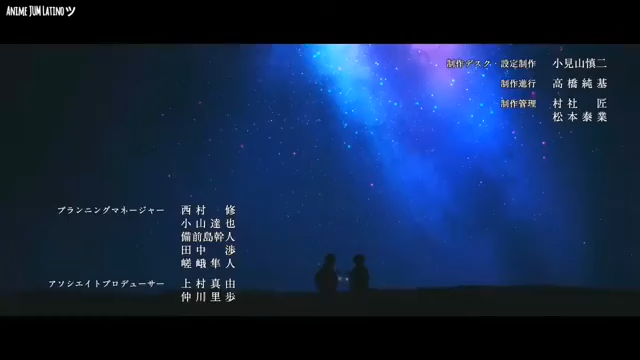 ANIME JUM LATINO ツ
制作デスク・設定制作 小見山慎二
制作進行 高橋純基
制作管理 村社 匠
松本泰業
プランニングマネージャー 西村 修
小山達也
備前島幹人
田中 渉
嵯峨隼人
アソシエイトプロデューサー 上村真由
仲川里歩